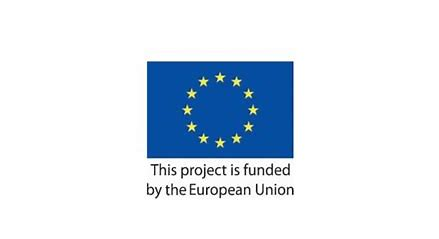 This project is funded
by the European Union